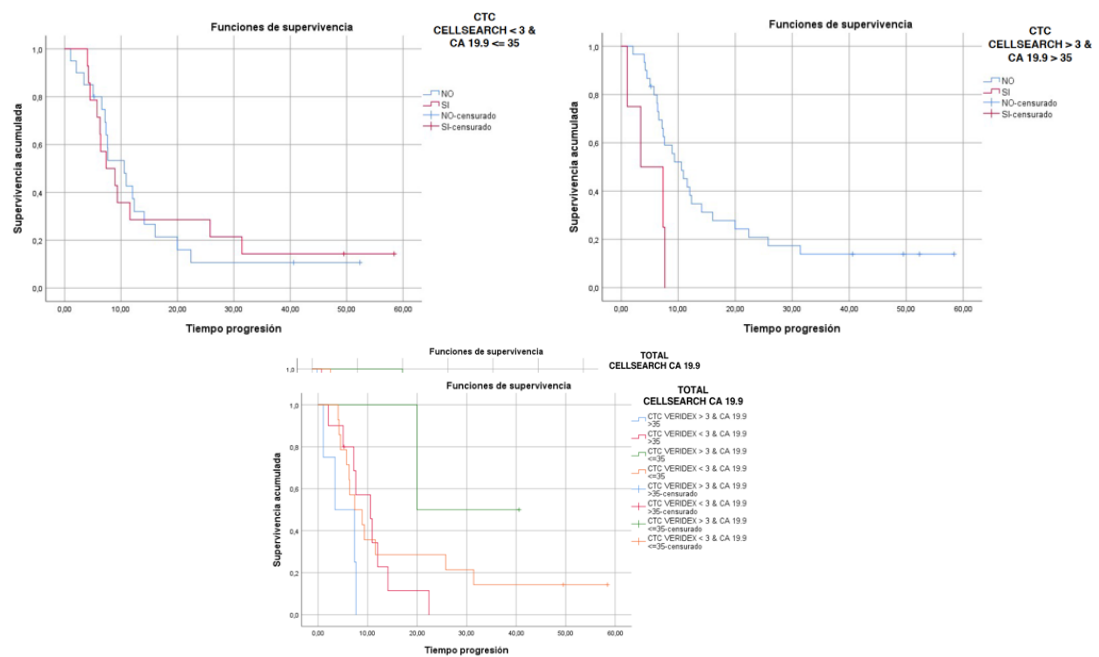 Funciones de supervivencia
CTC
CELLSEARCH < 3 &
CA 19.9 <= 35
NO
SI
NO-censurado
SI-censurado
Supervivencia acumulada
1,0
0,8
0,6
0,4
0,2
0,0
0,00 10,00 20,00 30,00 40,00 50,00 60,00
Tiempo progresión
Funciones de supervivencia
CTC
CELLSEARCH > 3 &
CA 19.9 > 35
NO
SI
NO-censurado
SI-censurado
Supervivencia acumulada
1,0
0,8
0,6
0,4
0,2
0,0
0,00 10,00 20,00 30,00 40,00 50,00 60,00
Tiempo progresión
Funciones de supervivencia
TOTAL
CELLSEARCH CA 19.9
1,0
Funciones de supervivencia
TOTAL
CELLSEARCH CA 19.9
CTC VERIDEX > 3 & CA 19.9
>35
CTC VERIDEX < 3 & CA 19.9
>35
CTC VERIDEX > 3 & CA 19.9
<=35
CTC VERIDEX < 3 & CA 19.9
<=35
CTC VERIDEX > 3 & CA 19.9
>35-censurado
CTC VERIDEX < 3 & CA 19.9
>35-censurado
CTC VERIDEX > 3 & CA 19.9
<=35-censurado
CTC VERIDEX < 3 & CA 19.9
<=35-censurado
Supervivencia acumulada
1,0
0,8
0,6
0,4
0,2
0,0
0,00 10,00 20,00 30,00 40,00 50,00 60,00
Tiempo progresión